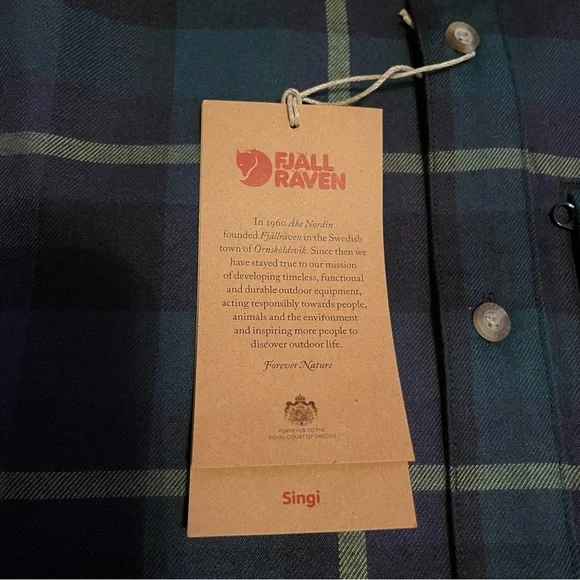 FJÄLL
RÄVEN
In 1960 Åke Nordin
founded Fjällräven in the Swedish
town of Örnsköldsvik. Since then we
have stayed true to our mission
of developing timeless, functional
and durable outdoor equipment,
acting responsibly towards people,
animals and the environment
and inspiring more people to
discover outdoor life.
Forever Nature
PURVEYOR TO THE
ROYAL COURT OF SWEDEN
Singi